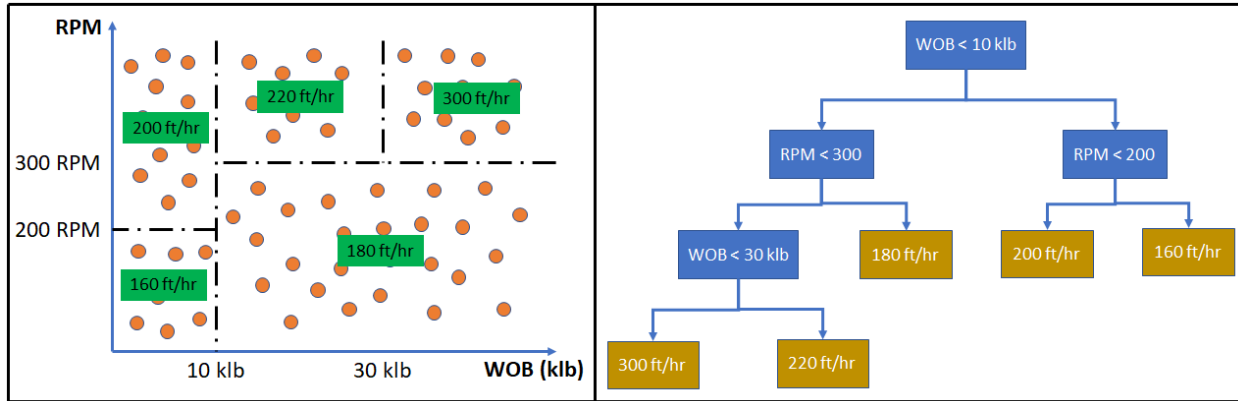 RPM
220 ft/hr
300 ft/hr
200 ft/hr
300 RPM
200 RPM
180 ft/hr
160 ft/hr
10 klb
30 klb
WOB (klb)
WOB < 10 klb
RPM < 300
RPM < 200
WOB < 30 klb
180 ft/hr
200 ft/hr
160 ft/hr
300 ft/hr
220 ft/hr